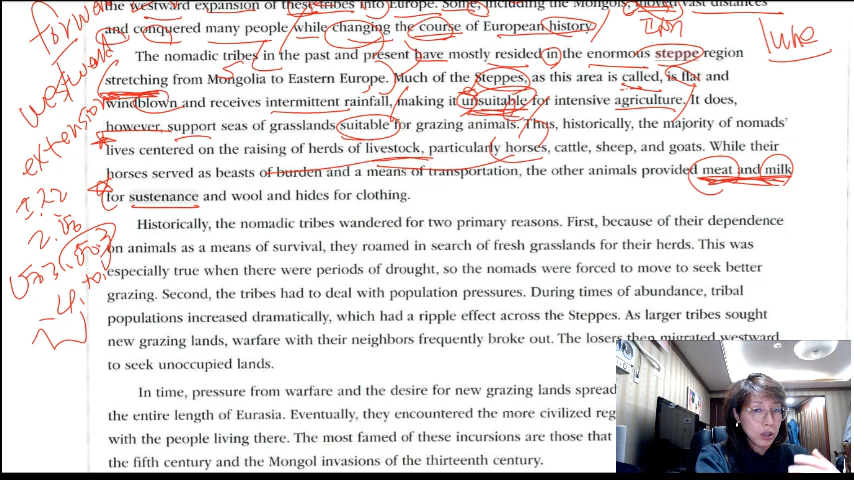 the westward expansion of these tribes into Europe. Some, including the Mongols, moved vast distances
and conquered many people while changing the course of European history.
The nomadic tribes in the past and present have mostly resided in the enormous steppe region
stretching from Mongolia to Eastern Europe. Much of the Steppes, as this area is called, is flat and
windblown and receives intermittent rainfall, making it unsuitable for intensive agriculture. It does,
however, support seas of grasslands suitable for grazing animals. Thus, historically, the majority of nomads'
lives centered on the raising of herds of livestock, particularly horses, cattle, sheep, and goats. While their
horses served as beasts of burden and a means of transportation, the other animals provided meat and milk
for sustenance and wool and hides for clothing.
Historically, the nomadic tribes wandered for two primary reasons. First, because of their dependence
on animals as a means of survival, they roamed in search of fresh grasslands for their herds. This was
especially true when there were periods of drought, so the nomads were forced to move to seek better
grazing. Second, the tribes had to deal with population pressures. During times of abundance, tribal
populations increased dramatically, which had a ripple effect across the Steppes. As larger tribes sought
new grazing lands, warfare with their neighbors frequently broke out. The losers then migrated westward
to seek unoccupied lands.
In time, pressure from warfare and the desire for new grazing lands spread
the entire length of Eurasia. Eventually, they encountered the more civilized reg
with the people living there. The most famed of these incursions are those that
the fifth century and the Mongol invasions of the thirteenth century.
forward
westward
extension